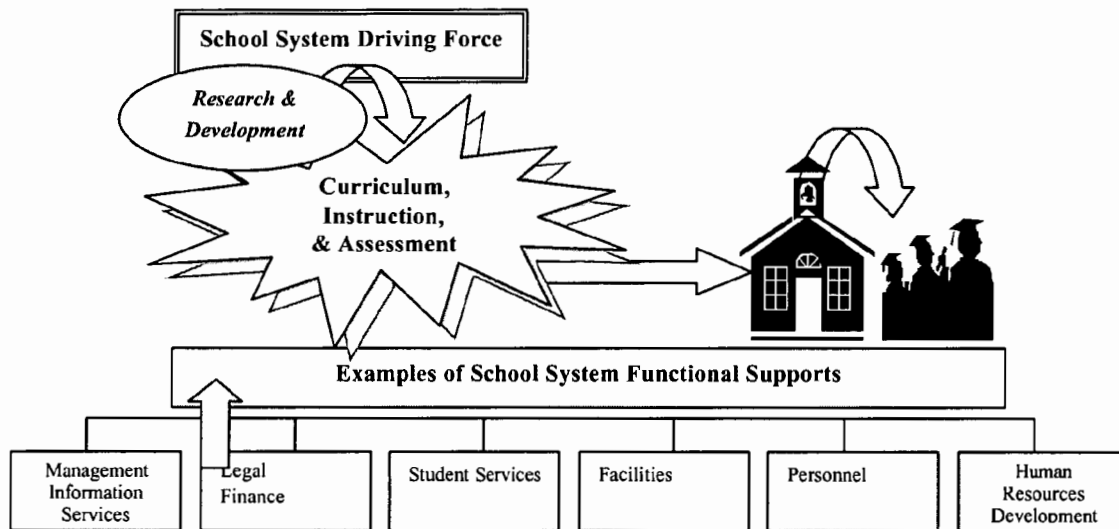 School System Driving Force
Research &
Development
Curriculum,
Instruction,
& Assessment
Examples of School System Functional Supports
Management
Information
Services
Legal
Finance
Student Services
Facilities
Personnel
Human
Resources
Development